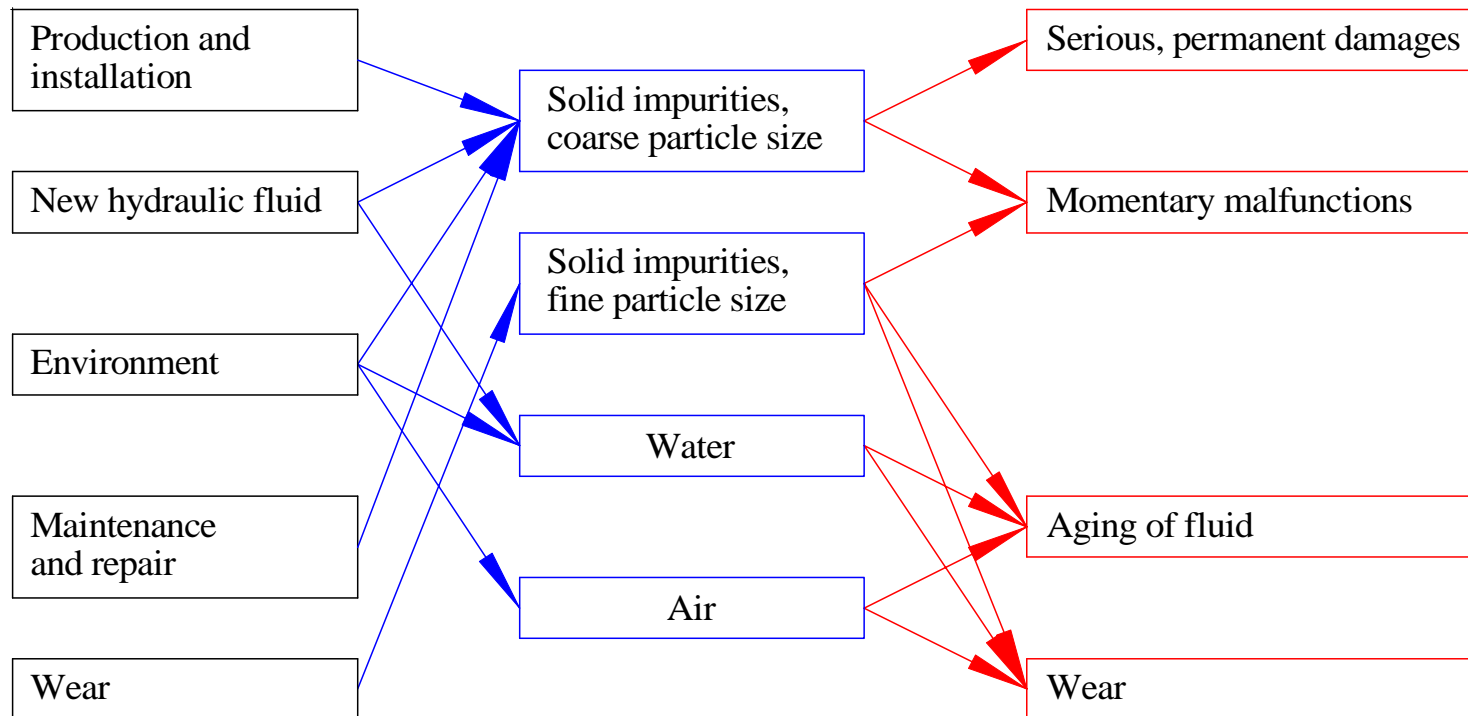 Production and
installation
New hydraulic fluid
Environment
Maintenance
and repair
Wear
Solid impurities,
coarse particle size
Solid impurities,
fine particle size
Water
Air
Serious, permanent damages
Momentary malfunctions
Aging of fluid
Wear